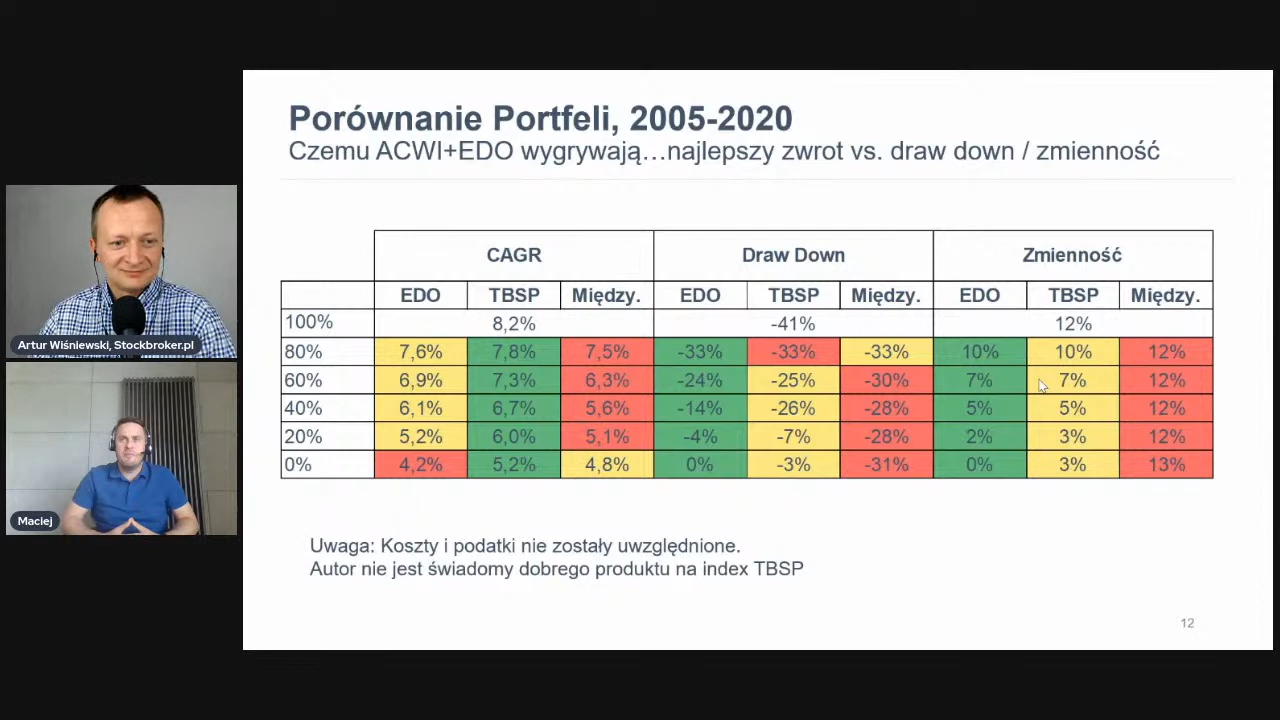 Porównanie Portfeli, 2005-2020
Czemu ACWI+EDO wygrywają…najlepszy zwrot vs. draw down / zmienność
CAGR Draw Down Zmienność
EDO TBSP Między. EDO TBSP Między. EDO TBSP Między.
100% 8,2% -41% 12%
80% 7,6% 7,8% 7,5% -33% -33% -33% 10% 10% 12%
60% 6,9% 7,3% 6,3% -24% -25% -30% 7% 7% 12%
40% 6,1% 6,7% 5,6% -14% -26% -28% 5% 5% 12%
20% 5,2% 6,0% 5,1% -4% -7% -28% 2% 3% 12%
0% 4,2% 5,2% 4,8% 0% -3% -31% 0% 3% 13%
Uwaga: Koszty i podatki nie zostały uwzględnione.
Autor nie jest świadomy dobrego produktu na index TBSP
12
Artur Wiśniewski, Stockbroker.pl
Maciej